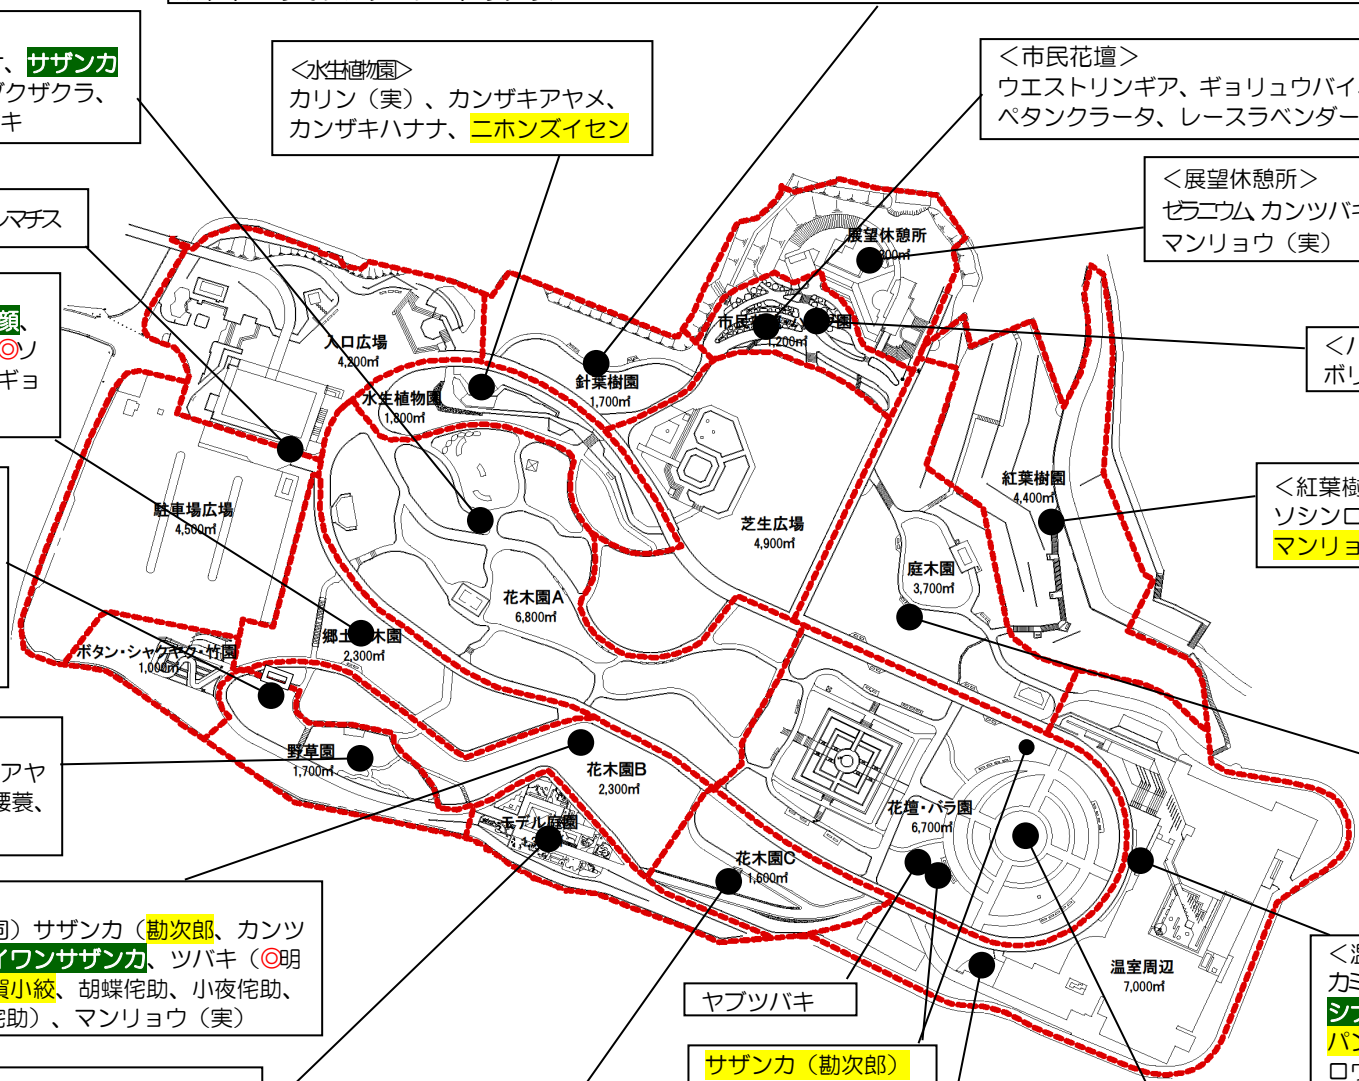 、サザンカ
ザクザクラ、
キ
<水生植物園>
カリン（実）、カンザキアヤメ、
カンザキハナナ、ニホンズイセン
<市民花壇>
ウエストリンギア、ギョリュウバイ、
ペタンクラータ、レースラベンダー
<展望休憩所>
ゼラニウム、カンツバキ
マンリョウ（実）
マチス
顔、
◎ソ
ギョ
展望休憩所
入口広場
4,200㎡
水生植物園
1,800㎡
針葉樹園
1,700㎡
1,200㎡
ボリ
紅葉樹園
4,400㎡
<紅葉樹
ソシンロ
マンリョ
駐車場広場
4,500㎡
芝生広場
4,900㎡
庭木園
3,700㎡
花木園A
6,800㎡
2,300㎡
ボタン・シャクヤク・竹園
1,000㎡
野草園
1,700㎡
アヤ
腰蓑、
花木園B
2,300㎡
モデル庭園
花壇・バラ園
6,700㎡
花木園C
1,600㎡
温室周辺
7,000㎡
司）サザンカ（勘次郎、カンツ
イワンサザンカ、ツバキ（◎明
賀小絞、胡蝶侘助、小夜侘助、
侘助）、マンリョウ（実）
ヤブツバキ
サザンカ（勘次郎）
<温
カミ
シナ
パン
ロウ